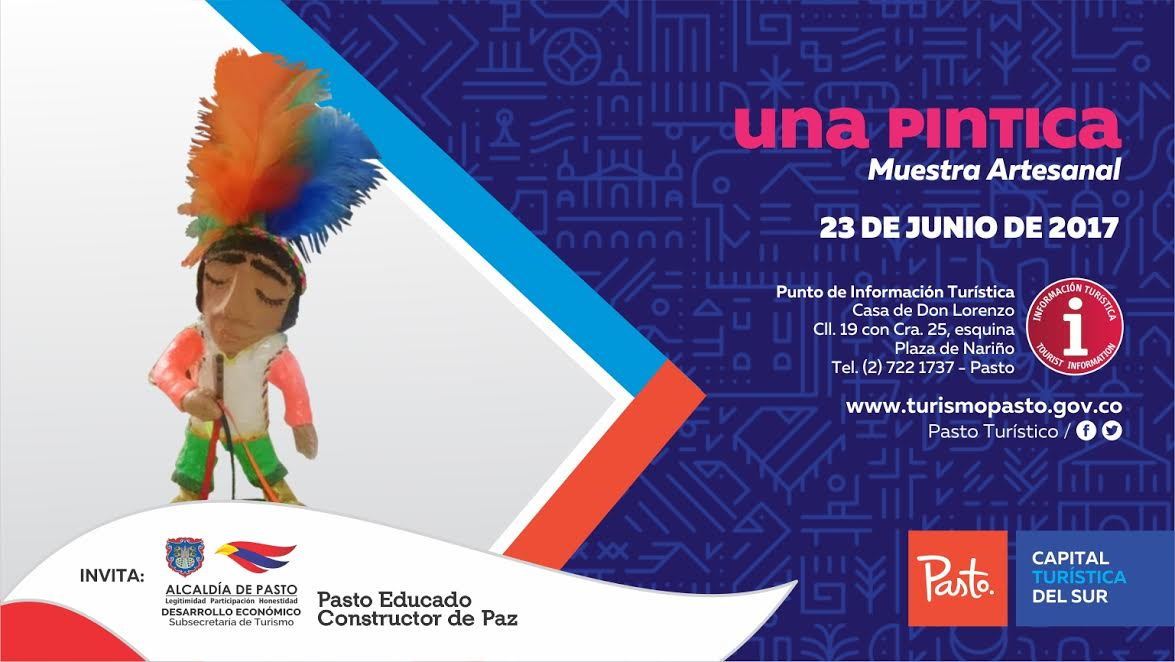 una PINTICA
Muestra Artesanal
23 DE JUNIO DE 2017
Punto de Información Turística
Casa de Don Lorenzo
Cll. 19 con Cra. 25, esquina
Plaza de Nariño
Tel. (2) 722 1737 - Pasto
INFORMACIÓN TURÍSTICA
i
TOURIST INFORMATION
www.turismopasto.gov.co
Pasto Turístico /
INVITA:
ALCALDÍA DE PASTO
Legitimidad Participación Honestidad
DESARROLLO ECONÓMICO
Subsecretaría de Turismo
Pasto Educado
Constructor de Paz
Pasto.
CAPITAL
TURÍSTICA
DEL SUR